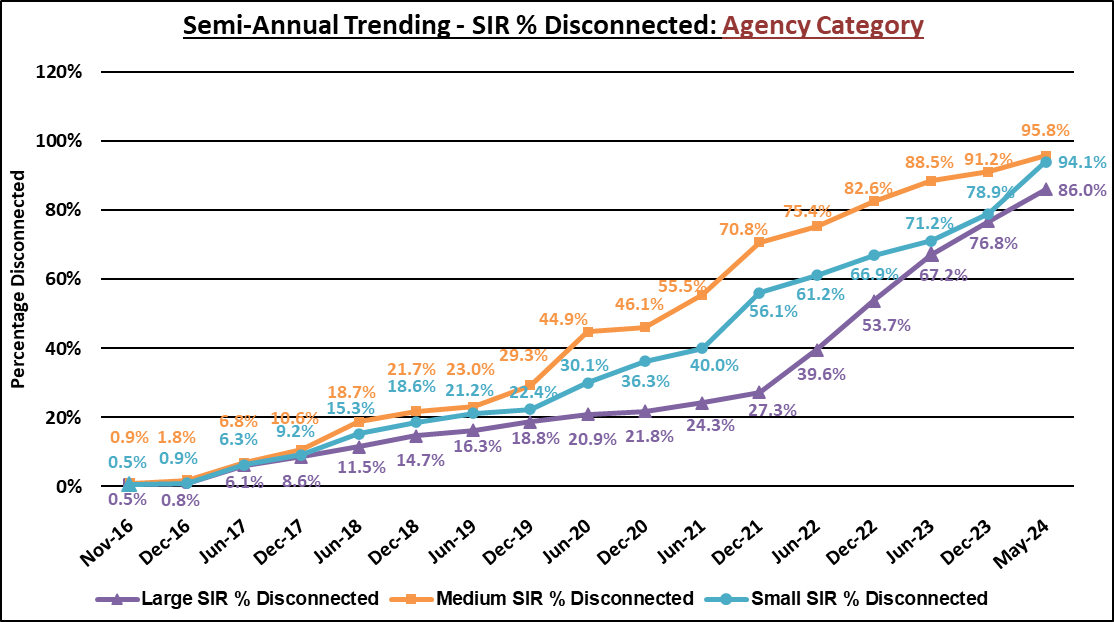 Semi-Annual Trending - SIR % Disconnected: Agency Category
Percentage Disconnected
120%
100%
80%
60%
40%
20%
0%
0.9% 1.8% 6.8% 10.6% 18.7% 21.7% 23.0% 29.3% 44.9% 46.1% 55.5% 70.8% 75.4% 82.6% 88.5% 91.2% 95.8%
0.5% 0.9% 6.3% 9.2% 15.3% 18.6% 21.2% 22.4% 30.1% 36.3% 40.0% 56.1% 61.2% 66.9% 71.2% 78.9% 94.1%
0.5% 0.8% 6.1% 8.6% 11.5% 14.7% 16.3% 18.8% 20.9% 21.8% 24.3% 27.3% 39.6% 53.7% 67.2% 76.8% 86.0%
Nov-16 Dec-16 Jun-17 Dec-17 Jun-18 Dec-18 Jun-19 Dec-19 Jun-20 Dec-20 Jun-21 Dec-21 Jun-22 Dec-22 Jun-23 Dec-23 May-24
Large SIR % Disconnected Medium SIR % Disconnected Small SIR % Disconnected